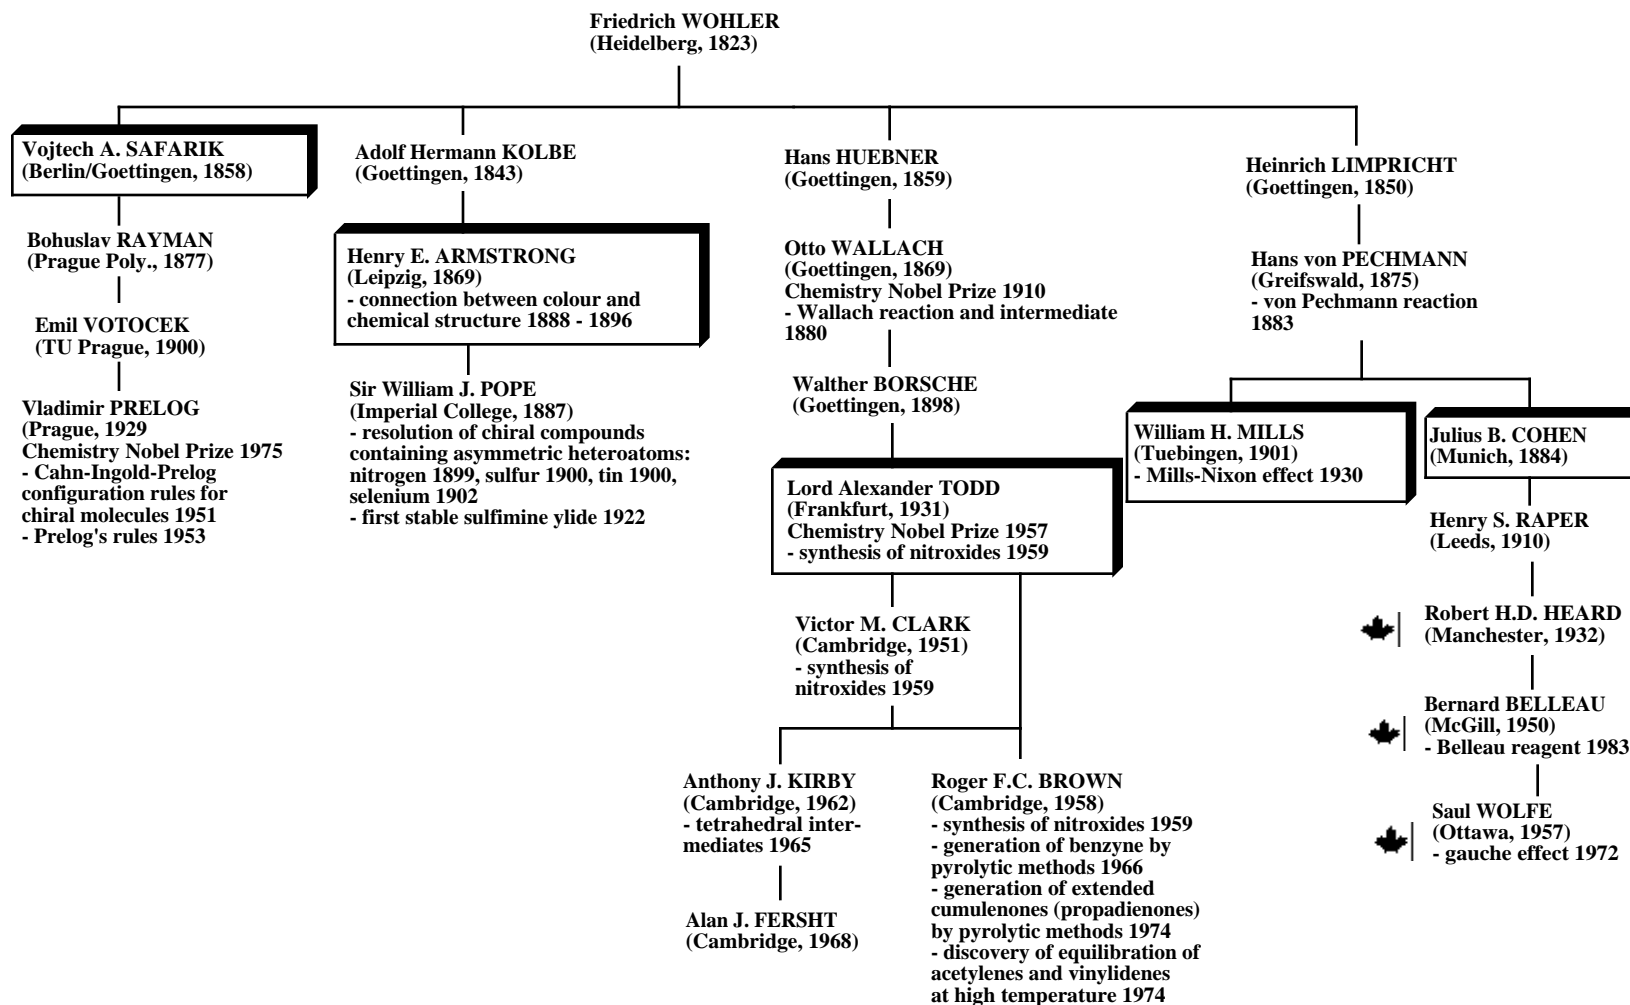 Friedrich WOHLER
(Heidelberg, 1823)
Vojtech A. SAFARIK
(Berlin/Goettingen, 1858)
Bohuslav RAYMAN
(Prague Poly., 1877)
Emil VOTOCEK
(TU Prague, 1900)
Vladimir PRELOG
(Prague, 1929
Chemistry Nobel Prize 1975
- Cahn-Ingold-Prelog
configuration rules for
chiral molecules 1951
- Prelog's rules 1953
Adolf Hermann KOLBE
(Goettingen, 1843)
Henry E. ARMSTRONG
(Leipzig, 1869)
- connection between colour and
chemical structure 1888 - 1896
Sir William J. POPE
(Imperial College, 1887)
- resolution of chiral compounds
containing asymmetric heteroatoms:
nitrogen 1899, sulfur 1900, tin 1900,
selenium 1902
- first stable sulfimine ylide 1922
Hans HUEBNER
(Goettingen, 1859)
Otto WALLACH
(Goettingen, 1869)
Chemistry Nobel Prize 1910
- Wallach reaction and intermediate
1880
Walther BORSCHE
(Goettingen, 1898)
Lord Alexander TODD
(Frankfurt, 1931)
Chemistry Nobel Prize 1957
- synthesis of nitroxides 1959
Victor M. CLARK
(Cambridge, 1951)
- synthesis of
nitroxides 1959
Anthony J. KIRBY
(Cambridge, 1962)
- tetrahedral inter-
mediates 1965
Alan J. FERSHT
(Cambridge, 1968)
Roger F.C. BROWN
(Cambridge, 1958)
- synthesis of nitroxides 1959
- generation of benzyne by
pyrolytic methods 1966
- generation of extended
cumulenones (propadienones)
by pyrolytic methods 1974
- discovery of equilibration of
acetylenes and vinylidenes
at high temperature 1974
Heinrich LIMPRICHT
(Goettingen, 1850)
Hans von PECHMANN
(Greifswald, 1875)
- von Pechmann reaction
1883
William H. MILLS
(Tuebingen, 1901)
- Mills-Nixon effect 1930
Julius B. COHEN
(Munich, 1884)
Henry S. RAPER
(Leeds, 1910)
Robert H.D. HEARD
(Manchester, 1932)
Bernard BELLEAU
(McGill, 1950)
- Belleau reagent 1983
Saul WOLFE
(Ottawa, 1957)
- gauche effect 1972